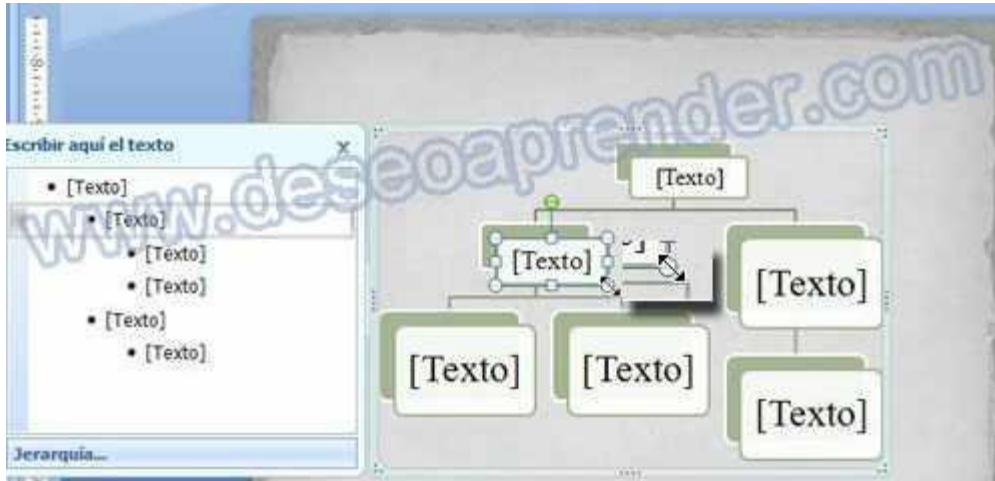 8
www.deseoaprender.com
Escribir aquí el texto
x
• [Texto]
• [Texto]
• [Texto]
• [Texto]
• [Texto]
• [Texto]
Jerarquía...
[Texto]
[Texto]
[Texto]
[Texto]
[Texto]
[Texto]